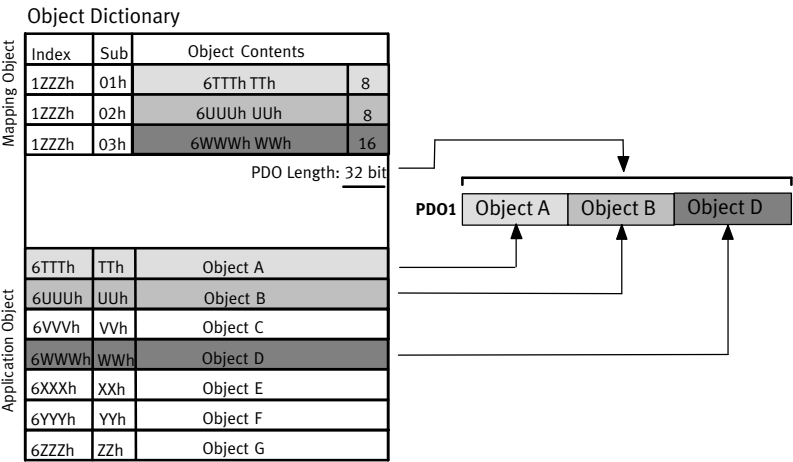 Object Dictionary
Mapping Object
Index Sub Object Contents
1ZZZh 01h 6TTTh TTh 8
1ZZZh 02h 6UUUh UUh 8
1ZZZh 03h 6WWWh WWh 16
PDO Length: 32 bit
PDO1 Object A Object B Object D
Application Object
6TTTh TTh Object A
6UUUh UUh Object B
6VVVh VVh Object C
6WWWh WWh Object D
6XXXh XXh Object E
6YYYh YYh Object F
6ZZZh ZZh Object G